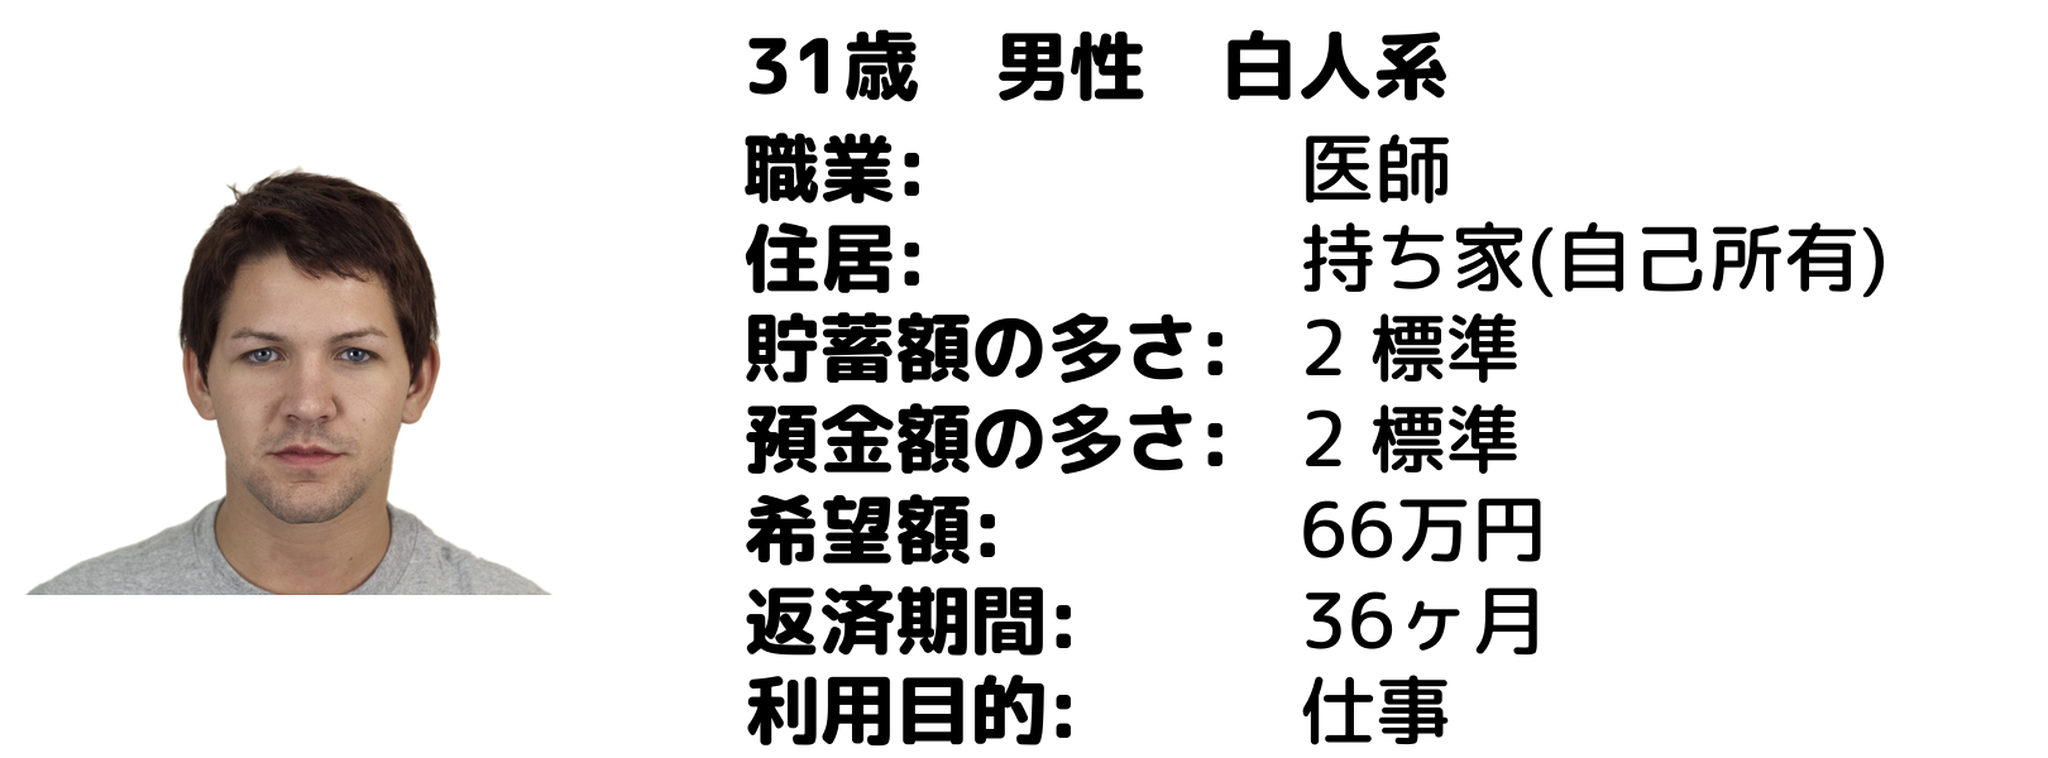 31歳　男性　白人系
職業: 医師
住居: 持ち家(自己所有)
貯蓄額の多さ: 2 標準
預金額の多さ: 2 標準
希望額: 66万円
返済期間: 36ヶ月
利用目的: 仕事